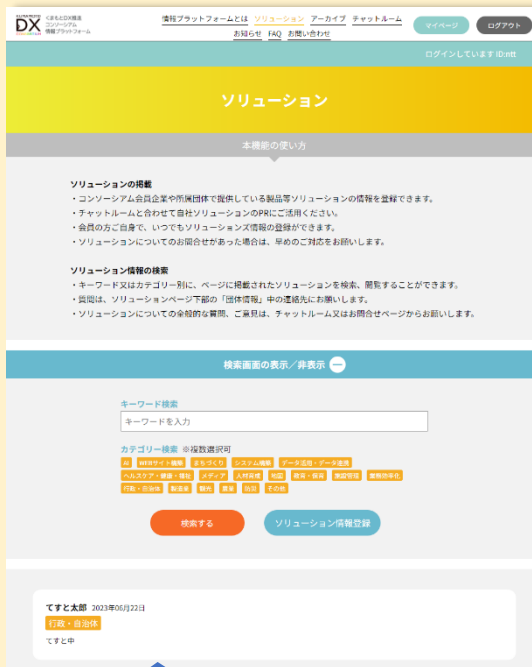 KUMAMOTO
DX
くまもとDX推進
コンソーシアム
情報プラットフォーム
情報プラットフォームとは ソリューション アーカイブ チャットルーム
お知らせ FAQ お問い合わせ
マイページ
ログアウト
ログインしています ID:ntt
ソリューション
本機能の使い方
ソリューションの掲載
・コンソーシアム会員企業や所属団体で提供している製品等ソリューションの情報を登録できます。
・チャットルームと合わせて自社ソリューションのPRにご活用ください。
・会員の方ご自身で、いつでもソリューションズ情報の登録ができます。
・ソリューションについてのお問合せがあった場合は、早めのご対応をお願いします。
ソリューション情報の検索
・キーワード又はカテゴリー別に、ページに掲載されたソリューションを検索、閲覧することができます。
・質問は、ソリューションページ下部の「団体情報」中の連絡先にお願いします。
・ソリューションについての全般的な質問、ご意見は、チャットルーム又はお問合せページからお願いします。
検索画面の表示／非表示
キーワード検索
キーワードを入力
カテゴリー検索 ※複数選択可
AI WEBサイト構築 まちづくり システム構築 データ活用・データ連携
ヘルスケア・健康・福祉 メディア 人材育成 地図 教育・保育 施設管理 業務効率化
行政・自治体 製造業 観光 農業 防災 その他
検索する
ソリューション情報登録
てすと太郎 2023年06月22日
行政・自治体
てすと中